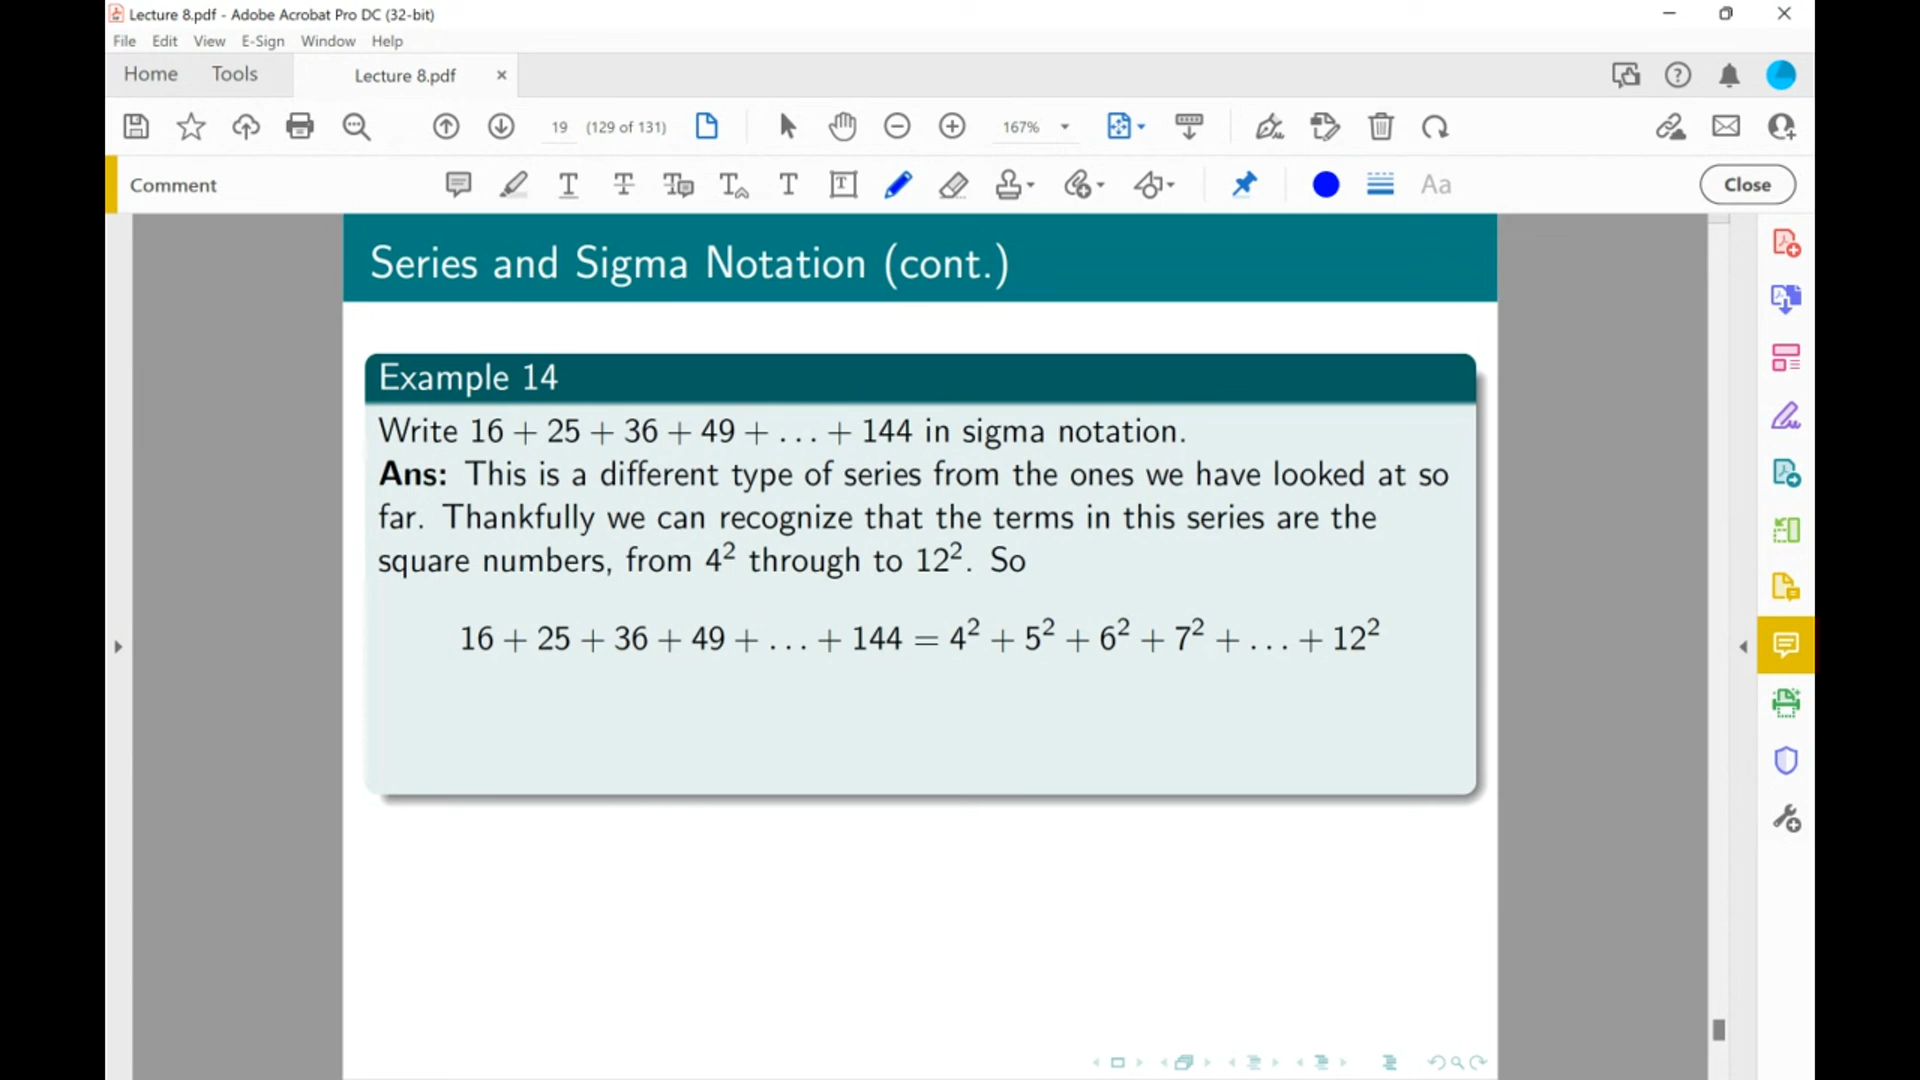 Lecture 8.pdf - Adobe Acrobat Pro DC (32-bit)
File Edit View E-Sign Window Help
Home Tools Lecture 8.pdf
19 (129 of 131) 167%
Comment Aa Close
Series and Sigma Notation (cont.)
Example 14
Write 16 + 25 + 36 + 49 + . . . + 144 in sigma notation.
Ans: This is a different type of series from the ones we have looked at so
far. Thankfully we can recognize that the terms in this series are the
square numbers, from 4² through to 12². So
16 + 25 + 36 + 49 + . . . + 144 = 4² + 5² + 6² + 7² + . . . + 12²